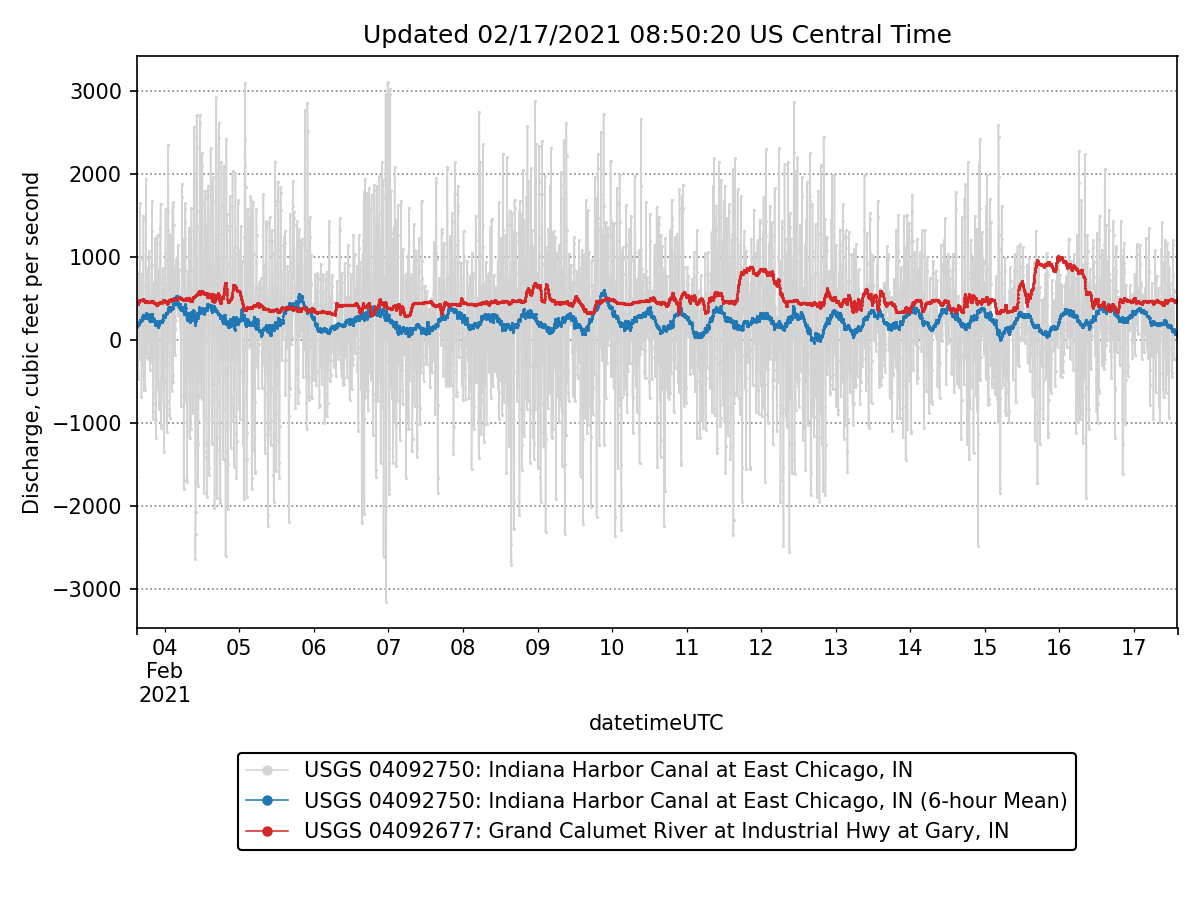 Updated 02/17/2021 08:50:20 US Central Time
Discharge, cubic feet per second
3000
2000
1000
0
−1000
−2000
−3000
04 05 06 07 08 09 10 11 12 13 14 15 16 17
Feb
2021
datetimeUTC
USGS 04092750: Indiana Harbor Canal at East Chicago, IN
USGS 04092750: Indiana Harbor Canal at East Chicago, IN (6-hour Mean)
USGS 04092677: Grand Calumet River at Industrial Hwy at Gary, IN